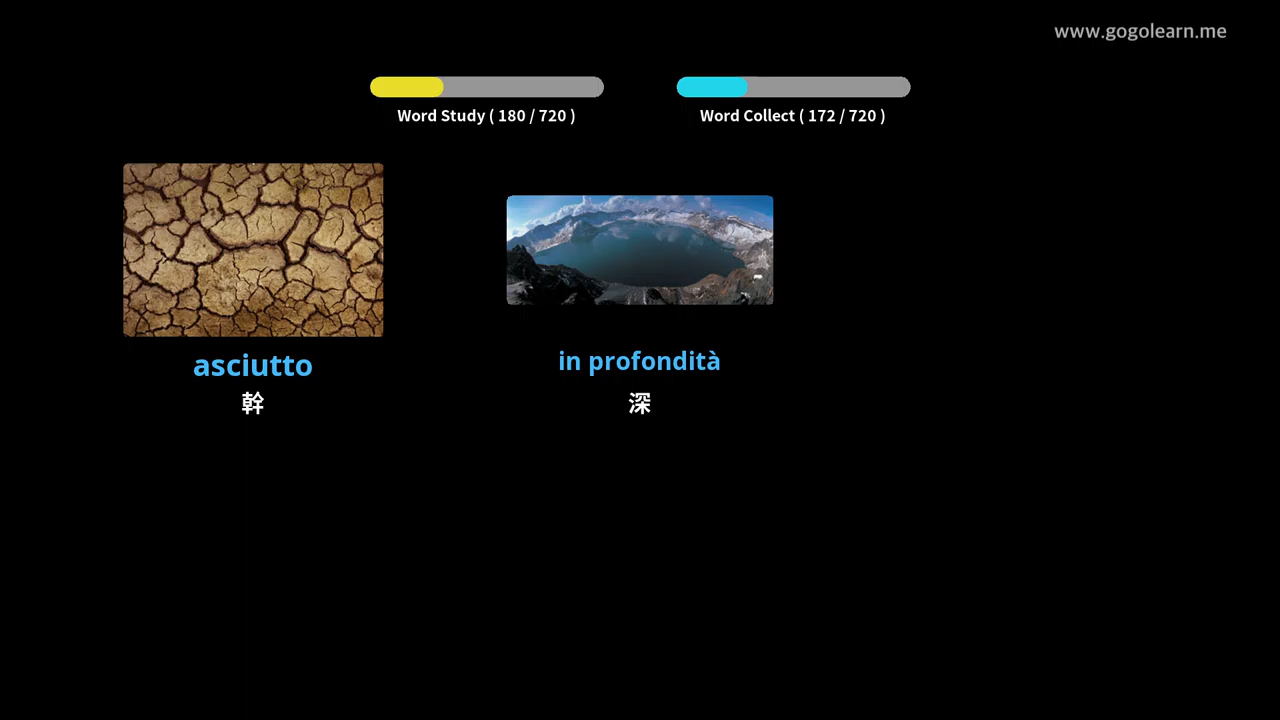 www.gogolearn.me
Word Study ( 180 / 720 )
Word Collect ( 172 / 720 )
asciutto
幹
in profondità
深